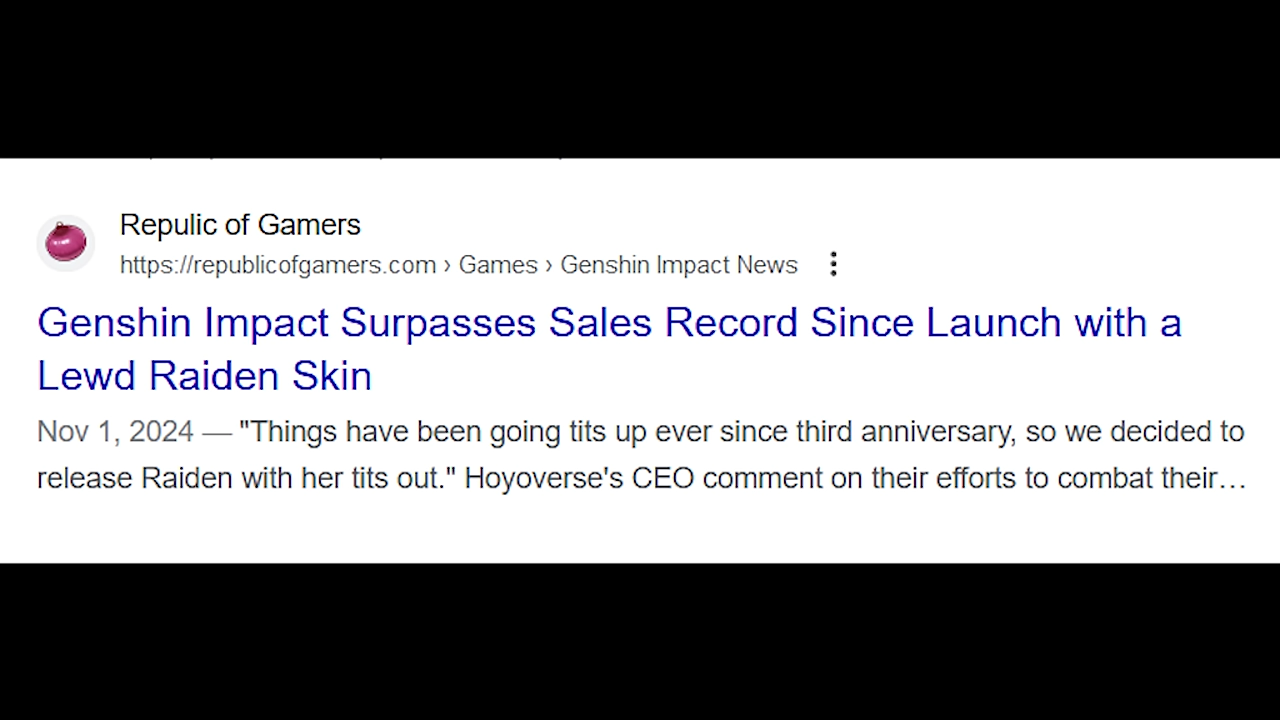 Repulic of Gamers
https://republicofgamers.com › Games › Genshin Impact News
Genshin Impact Surpasses Sales Record Since Launch with a
Lewd Raiden Skin
Nov 1, 2024 — "Things have been going tits up ever since third anniversary, so we decided to
release Raiden with her tits out." Hoyoverse's CEO comment on their efforts to combat their…